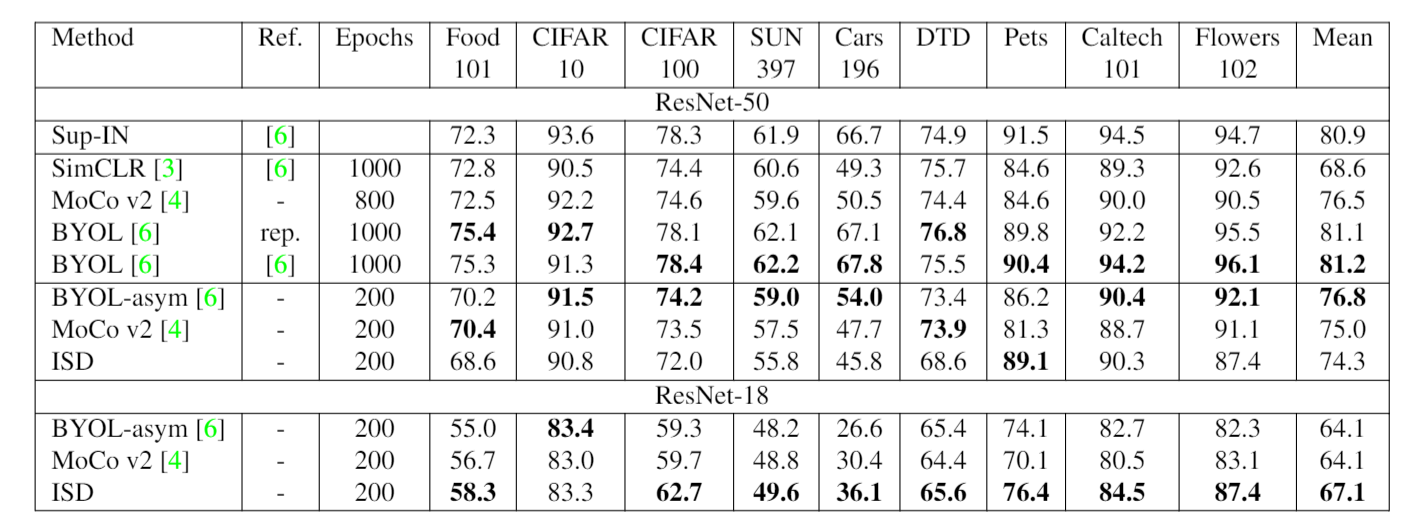 Method Ref. Epochs Food CIFAR CIFAR SUN Cars DTD Pets Caltech Flowers Mean
101 10 100 397 196 101 102
ResNet-50
Sup-IN [6] 72.3 93.6 78.3 61.9 66.7 74.9 91.5 94.5 94.7 80.9
SimCLR [3] [6] 1000 72.8 90.5 74.4 60.6 49.3 75.7 84.6 89.3 92.6 68.6
MoCo v2 [4] - 800 72.5 92.2 74.6 59.6 50.5 74.4 84.6 90.0 90.5 76.5
BYOL [6] rep. 1000 75.4 92.7 78.1 62.1 67.1 76.8 89.8 92.2 95.5 81.1
BYOL [6] [6] 1000 75.3 91.3 78.4 62.2 67.8 75.5 90.4 94.2 96.1 81.2
BYOL-asym [6] - 200 70.2 91.5 74.2 59.0 54.0 73.4 86.2 90.4 92.1 76.8
MoCo v2 [4] - 200 70.4 91.0 73.5 57.5 47.7 73.9 81.3 88.7 91.1 75.0
ISD - 200 68.6 90.8 72.0 55.8 45.8 68.6 89.1 90.3 87.4 74.3
ResNet-18
BYOL-asym [6] - 200 55.0 83.4 59.3 48.2 26.6 65.4 74.1 82.7 82.3 64.1
MoCo v2 [4] - 200 56.7 83.0 59.7 48.8 30.4 64.4 70.1 80.5 83.1 64.1
ISD - 200 58.3 83.3 62.7 49.6 36.1 65.6 76.4 84.5 87.4 67.1